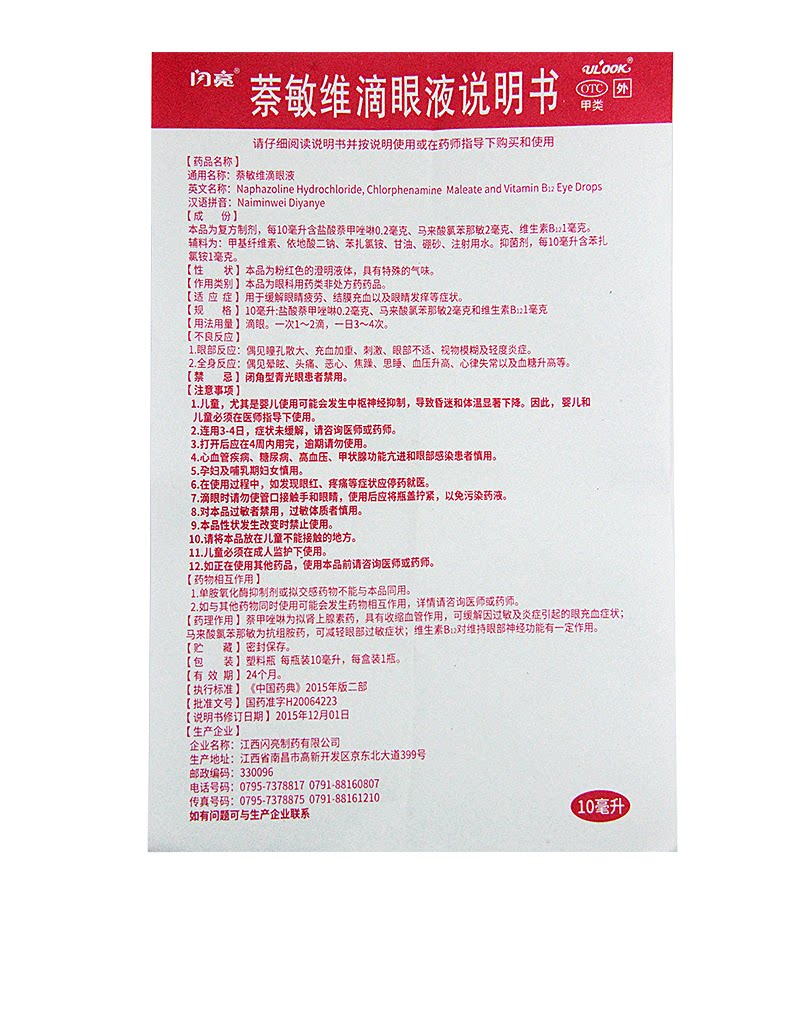 闪亮®
萘敏维滴眼液说明书
ULOOK®
OTC 外
甲类
请仔细阅读说明书并按说明使用或在药师指导下购买和使用
【药品名称】
通用名称：萘敏维滴眼液
英文名称：Naphazoline Hydrochloride, Chlorphenamine Maleate and Vitamin B₁₂ Eye Drops
汉语拼音：Naiminwei Diyanye
【成 份】
本品为复方制剂，每10毫升含盐酸萘甲唑啉0.2毫克、马来酸氯苯那敏2毫克、维生素B₁₂1毫克。
辅料为：甲基纤维素、依地酸二钠、苯扎氯铵、甘油、硼砂、注射用水。抑菌剂，每10毫升含苯扎
氯铵1毫克。
【性 状】本品为粉红色的澄明液体，具有特殊的气味。
【作用类别】本品为眼科用药类非处方药药品。
【适 应 症】用于缓解眼睛疲劳、结膜充血以及眼睛发痒等症状。
【规 格】10毫升:盐酸萘甲唑啉0.2毫克、马来酸氯苯那敏2毫克和维生素B₁₂1毫克
【用法用量】滴眼。一次1～2滴，一日3～4次。
【不良反应】
1.眼部反应：偶见瞳孔散大、充血加重、刺激、眼部不适、视物模糊及轻度炎症。
2.全身反应：偶见晕眩、头痛、恶心、焦躁、思睡、血压升高、心律失常以及血糖升高等。
【禁 忌】闭角型青光眼患者禁用。
【注意事项】
1.儿童，尤其是婴儿使用可能会发生中枢神经抑制，导致昏迷和体温显著下降。因此，婴儿和
儿童必须在医师指导下使用。
2.连用3-4日，症状未缓解，请咨询医师或药师。
3.打开后应在4周内用完，逾期请勿使用。
4.心血管疾病、糖尿病、高血压、甲状腺功能亢进和眼部感染患者慎用。
5.孕妇及哺乳期妇女慎用。
6.在使用过程中，如发现眼红、疼痛等症状应停药就医。
7.滴眼时请勿使管口接触手和眼睛，使用后应将瓶盖拧紧，以免污染药液。
8.对本品过敏者禁用，过敏体质者慎用。
9.本品性状发生改变时禁止使用。
10.请将本品放在儿童不能接触的地方。
11.儿童必须在成人监护下使用。
12.如正在使用其他药品，使用本品前请咨询医师或药师。
【药物相互作用】
1.单胺氧化酶抑制剂或拟交感药物不能与本品同用。
2.如与其他药物同时使用可能会发生药物相互作用，详情请咨询医师或药师。
【药理作用】萘甲唑啉为拟肾上腺素药，具有收缩血管作用，可缓解因过敏及炎症引起的眼充血症状；
马来酸氯苯那敏为抗组胺药，可减轻眼部过敏症状；维生素B₁₂对维持眼部神经功能有一定作用。
【贮 藏】密封保存。
【包 装】塑料瓶 每瓶装10毫升，每盒装1瓶。
【有 效 期】24个月。
【执行标准】《中国药典》2015年版二部
【批准文号】国药准字H20064223
【说明书修订日期】2015年12月01日
【生产企业】
企业名称：江西闪亮制药有限公司
生产地址：江西省南昌市高新开发区京东北大道399号
邮政编码：330096
电话号码：0795-7378817 0791-88160807
传真号码：0795-7378875 0791-88161210
如有问题可与生产企业联系
10毫升